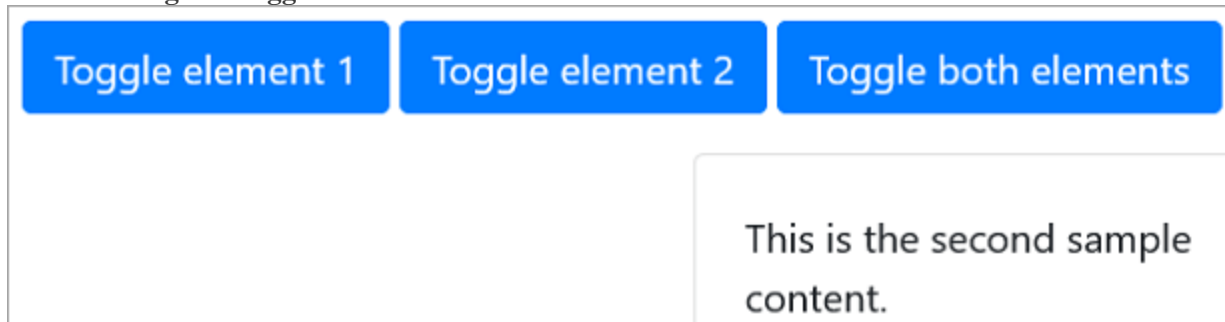 Toggle element 1 Toggle element 2 Toggle both elements
This is the second sample
content.